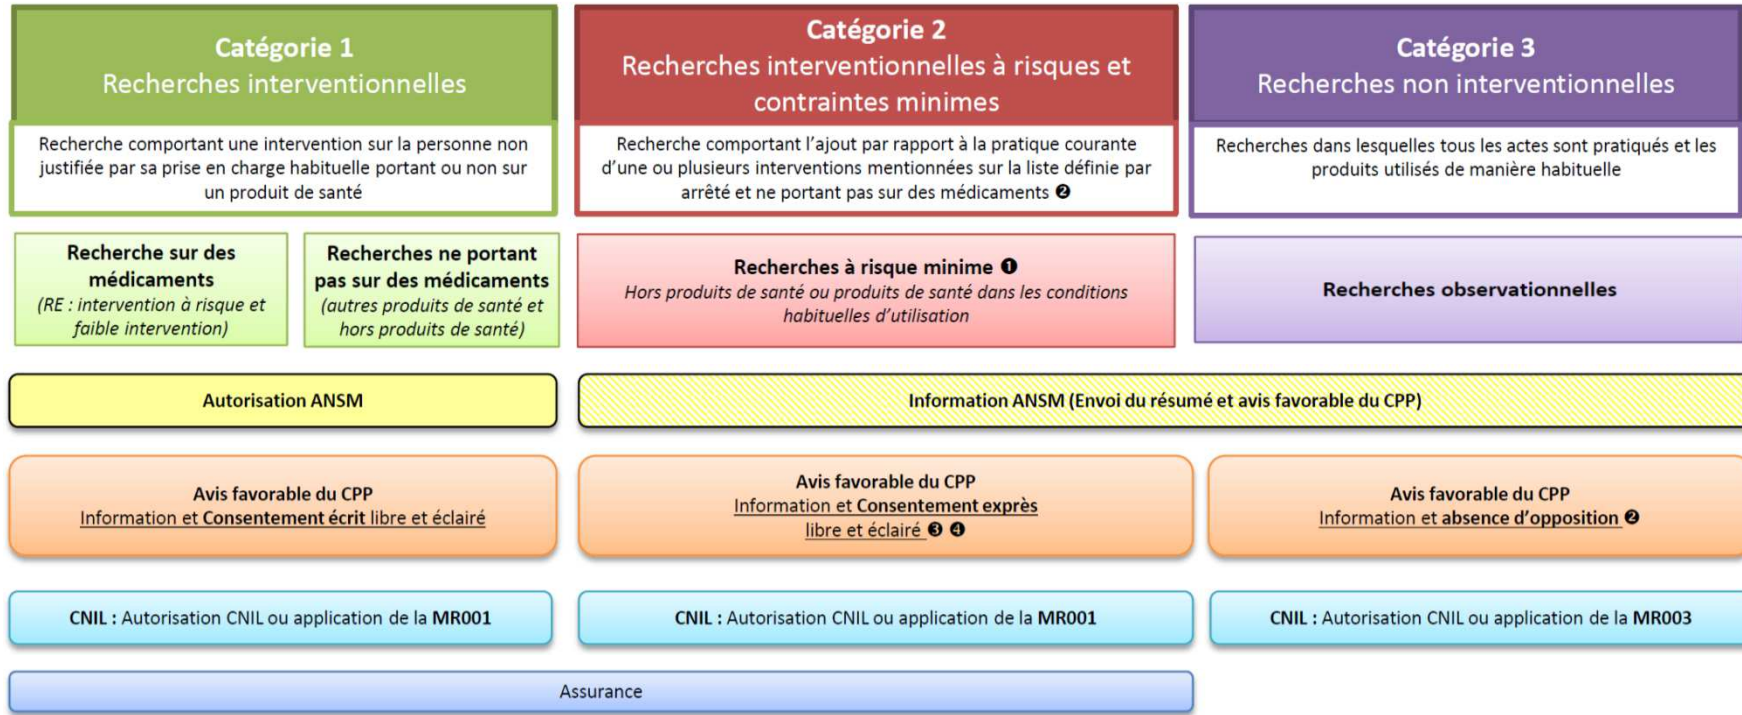 Catégorie 1
Recherches interventionnelles
Recherche comportant une intervention sur la personne non
justifiée par sa prise en charge habituelle portant ou non sur
un produit de santé
Catégorie 2
Recherches interventionnelles à risques et
contraintes minimes
Recherche comportant l'ajout par rapport à la pratique courante
d'une ou plusieurs interventions mentionnées sur la liste définie par
arrêté et ne portant pas sur des médicaments ❷
Catégorie 3
Recherches non interventionnelles
Recherches dans lesquelles tous les actes sont pratiqués et les
produits utilisés de manière habituelle
Recherche sur des
médicaments
(RE : intervention à risque et
faible intervention)
Recherches ne portant
pas sur des médicaments
(autres produits de santé et
hors produits de santé)
Recherches à risque minime ❶
Hors produits de santé ou produits de santé dans les conditions
habituelles d'utilisation
Recherches observationnelles
Autorisation ANSM
Information ANSM (Envoi du résumé et avis favorable du CPP)
Avis favorable du CPP
Information et Consentement écrit libre et éclairé
Avis favorable du CPP
Information et Consentement exprès
libre et éclairé ❸ ❹
Avis favorable du CPP
Information et absence d'opposition ❷
CNIL : Autorisation CNIL ou application de la MR001
CNIL : Autorisation CNIL ou application de la MR001
CNIL : Autorisation CNIL ou application de la MR003
Assurance